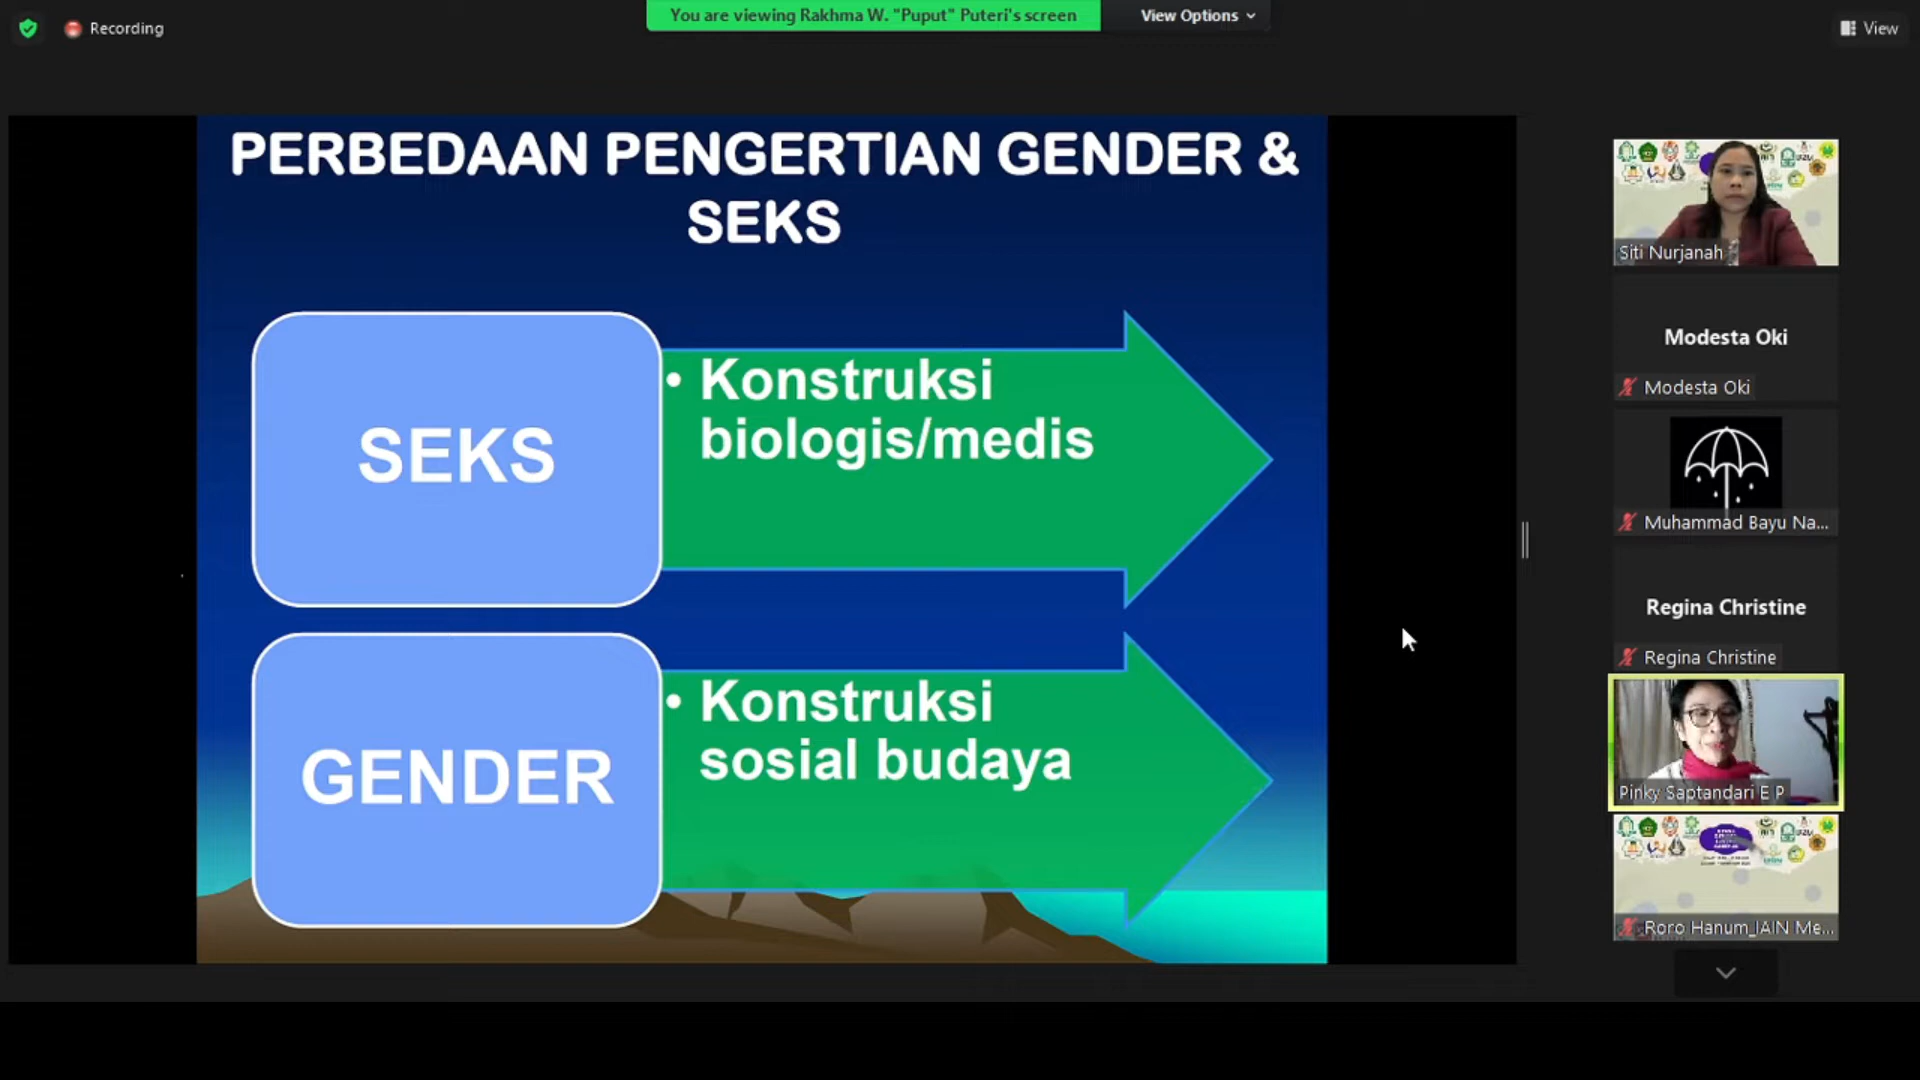 You are viewing Rakhma W. "Puput" Puteri's screen
View Options
Recording
View
PERBEDAAN PENGERTIAN GENDER &
SEKS
SEKS
• Konstruksi
biologis/medis
GENDER
• Konstruksi
sosial budaya
Siti Nurjanah
Modesta Oki
Modesta Oki
Muhammad Bayu Na...
Regina Christine
Regina Christine
Pinky Saptandari E P
Roro Hanum_IAIN Me...